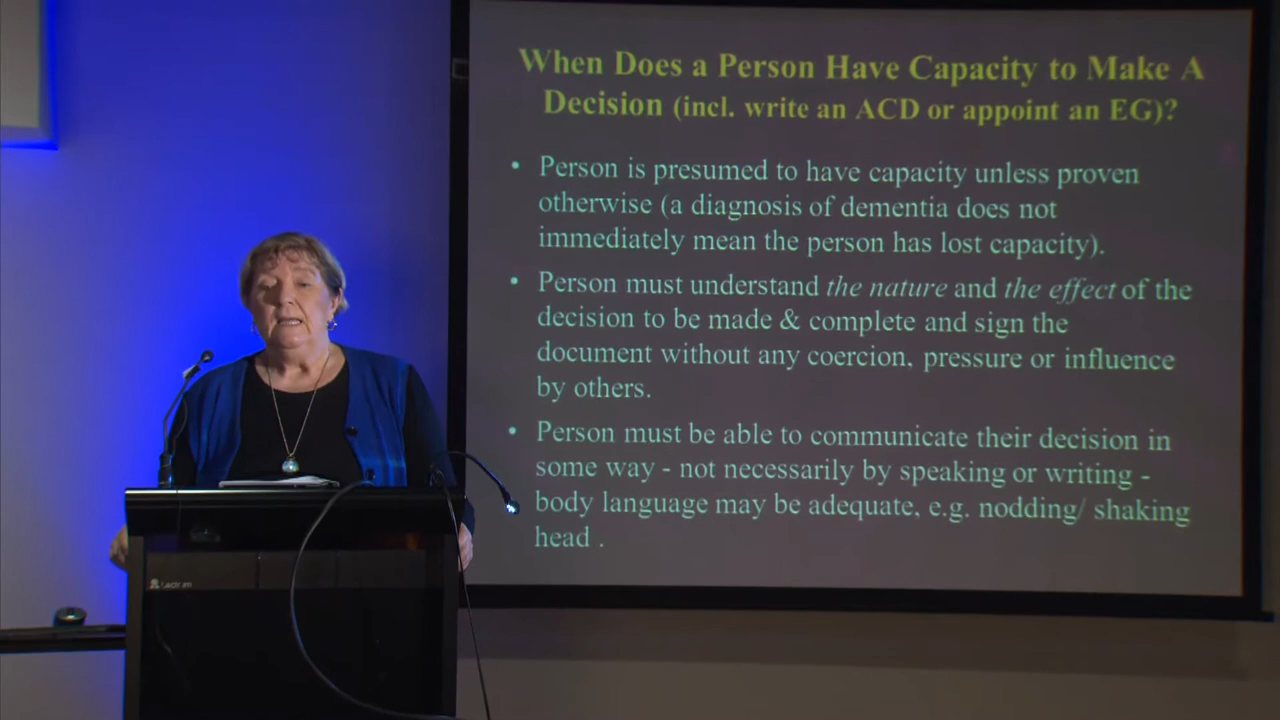 When Does a Person Have Capacity to Make A
Decision (incl. write an ACD or appoint an EG)?
• Person is presumed to have capacity unless proven
otherwise (a diagnosis of dementia does not
immediately mean the person has lost capacity).
• Person must understand the nature and the effect of the
decision to be made & complete and sign the
document without any coercion, pressure or influence
by others.
• Person must be able to communicate their decision in
some way - not necessarily by speaking or writing -
body language may be adequate, e.g. nodding/ shaking
head .